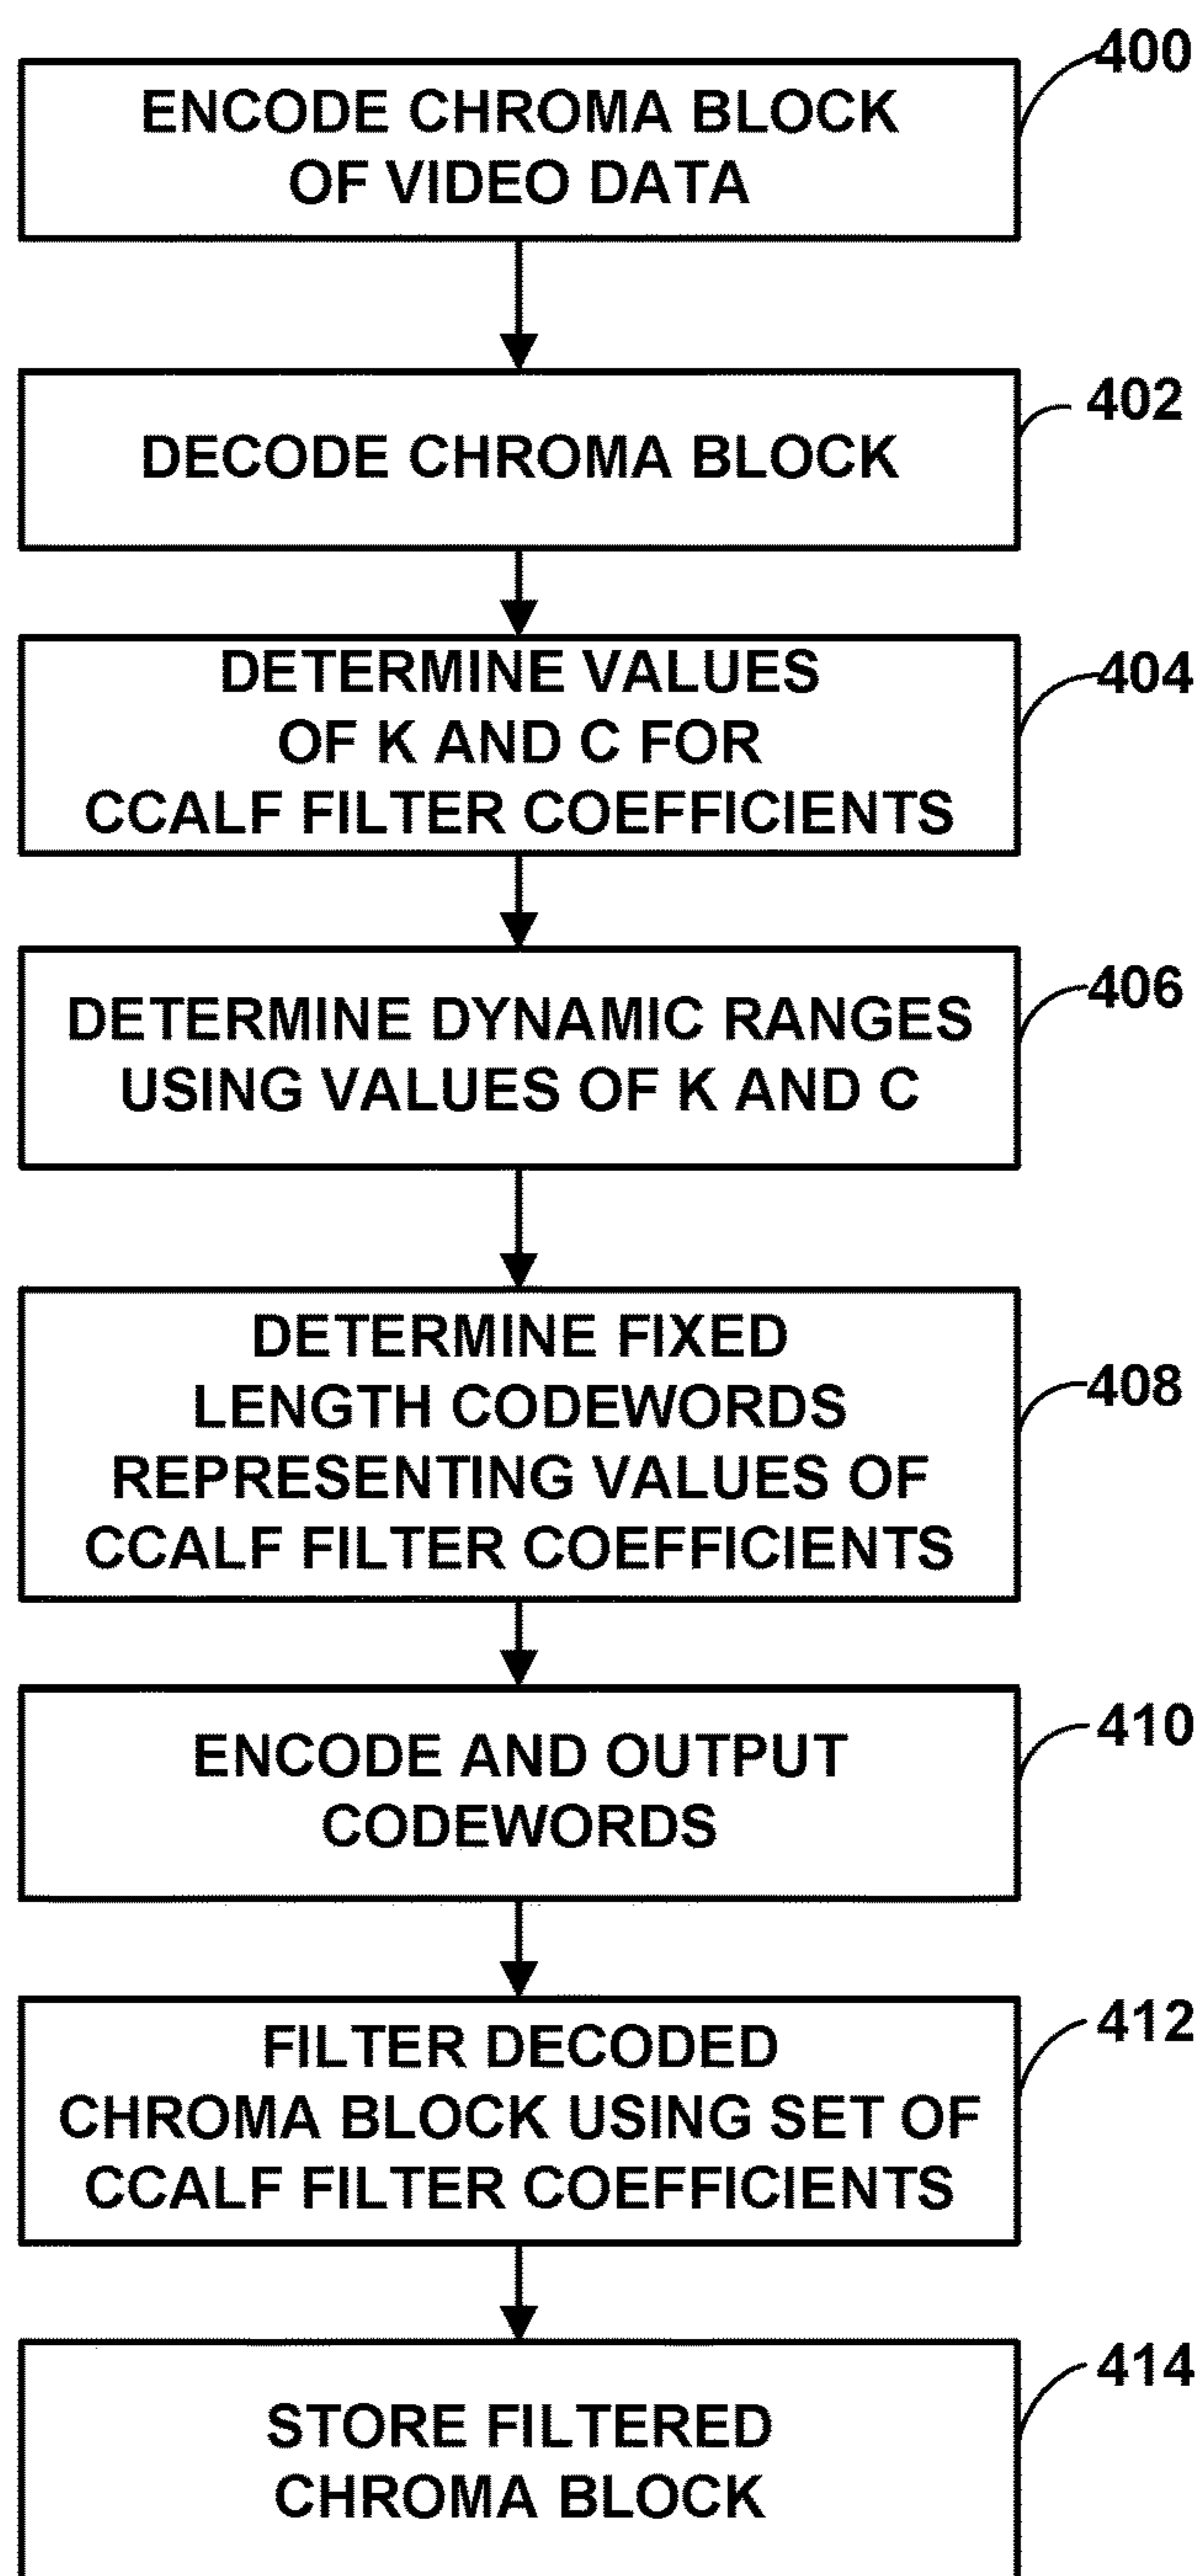 400
ENCODE CHROMA BLOCK
OF VIDEO DATA
402
DECODE CHROMA BLOCK
404
DETERMINE VALUES
OF K AND C FOR
CCALF FILTER COEFFICIENTS
406
DETERMINE DYNAMIC RANGES
USING VALUES OF K AND C
408
DETERMINE FIXED
LENGTH CODEWORDS
REPRESENTING VALUES OF
CCALF FILTER COEFFICIENTS
410
ENCODE AND OUTPUT
CODEWORDS
412
FILTER DECODED
CHROMA BLOCK USING SET OF
CCALF FILTER COEFFICIENTS
414
STORE FILTERED
CHROMA BLOCK